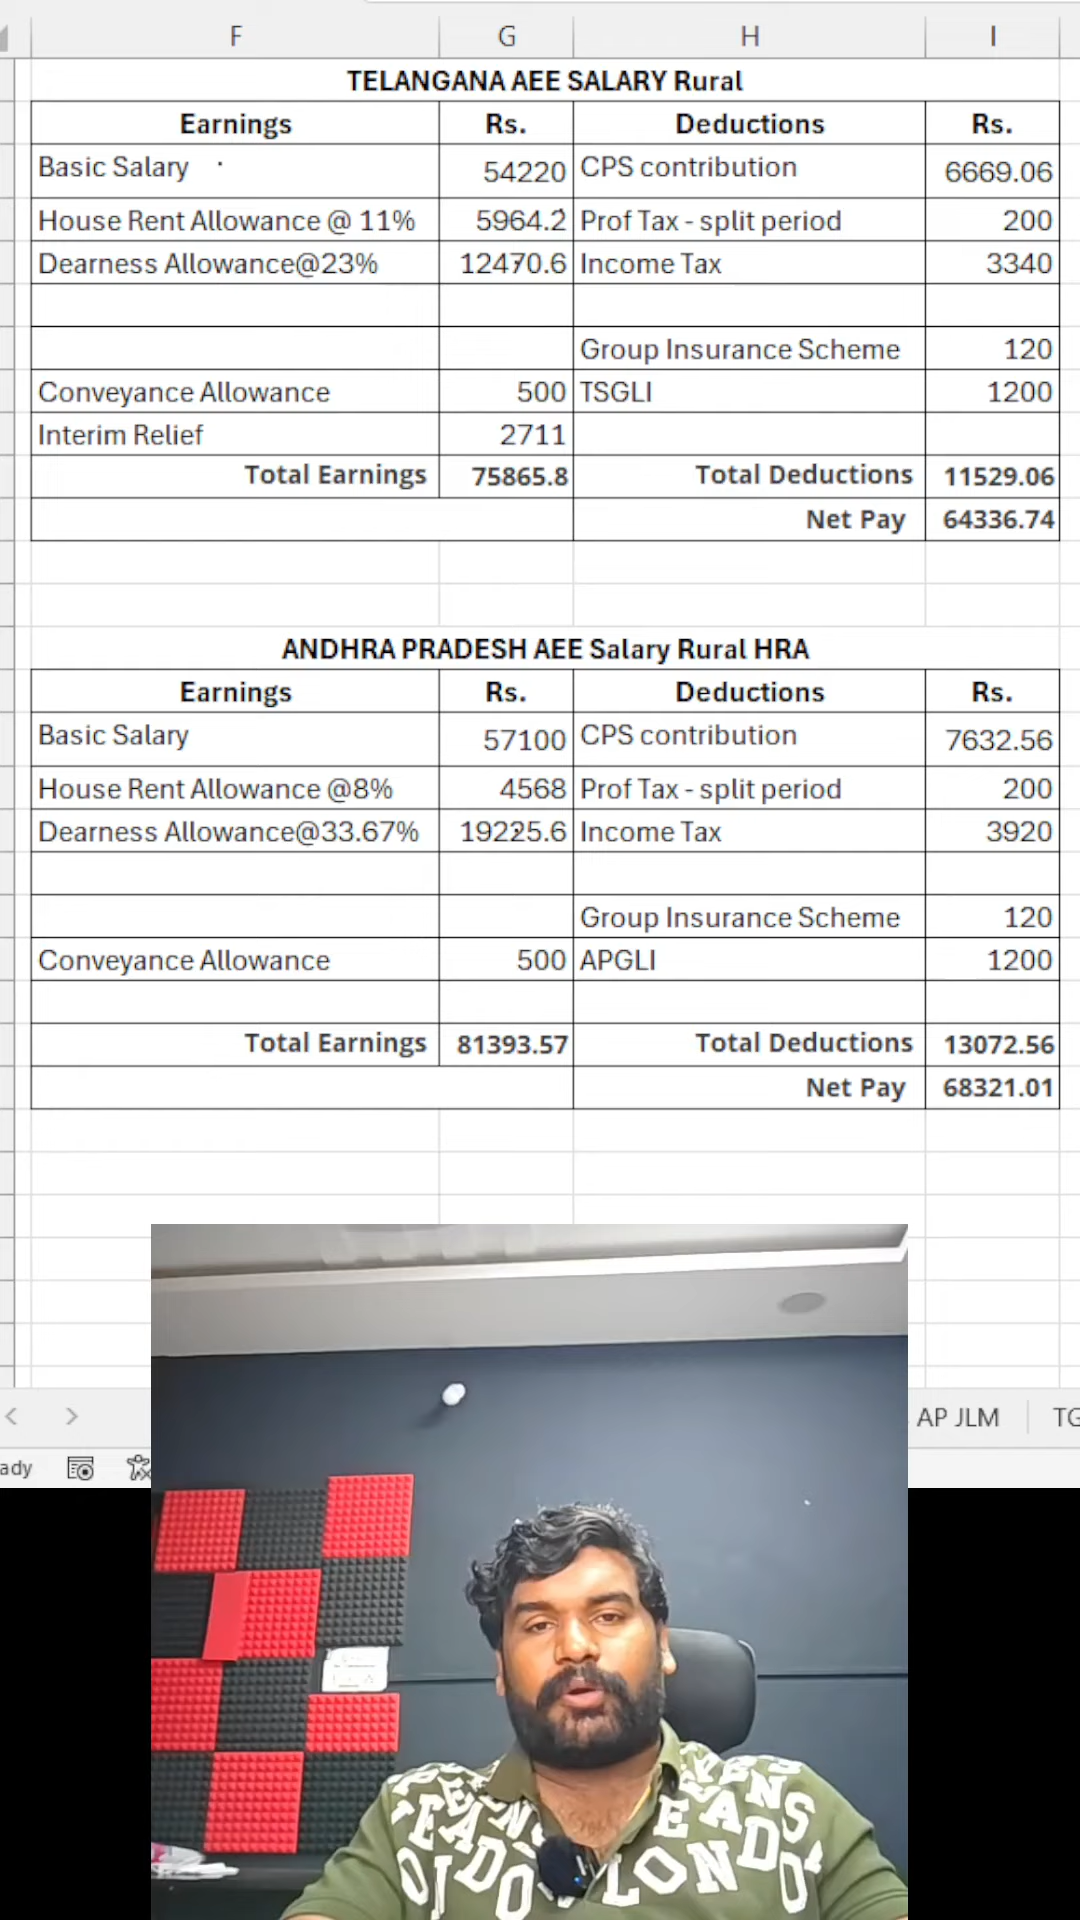 F G H I
TELANGANA AEE SALARY Rural
Earnings Rs. Deductions Rs.
Basic Salary 54220 CPS contribution 6669.06
House Rent Allowance @ 11% 5964.2 Prof Tax - split period 200
Dearness Allowance@23% 12470.6 Income Tax 3340
Group Insurance Scheme 120
Conveyance Allowance 500 TSGLI 1200
Interim Relief 2711
Total Earnings 75865.8 Total Deductions 11529.06
Net Pay 64336.74
ANDHRA PRADESH AEE Salary Rural HRA
Earnings Rs. Deductions Rs.
Basic Salary 57100 CPS contribution 7632.56
House Rent Allowance @8% 4568 Prof Tax - split period 200
Dearness Allowance@33.67% 19225.6 Income Tax 3920
Group Insurance Scheme 120
Conveyance Allowance 500 APGLI 1200
Total Earnings 81393.57 Total Deductions 13072.56
Net Pay 68321.01
AP JLM TG
ady
LONDO